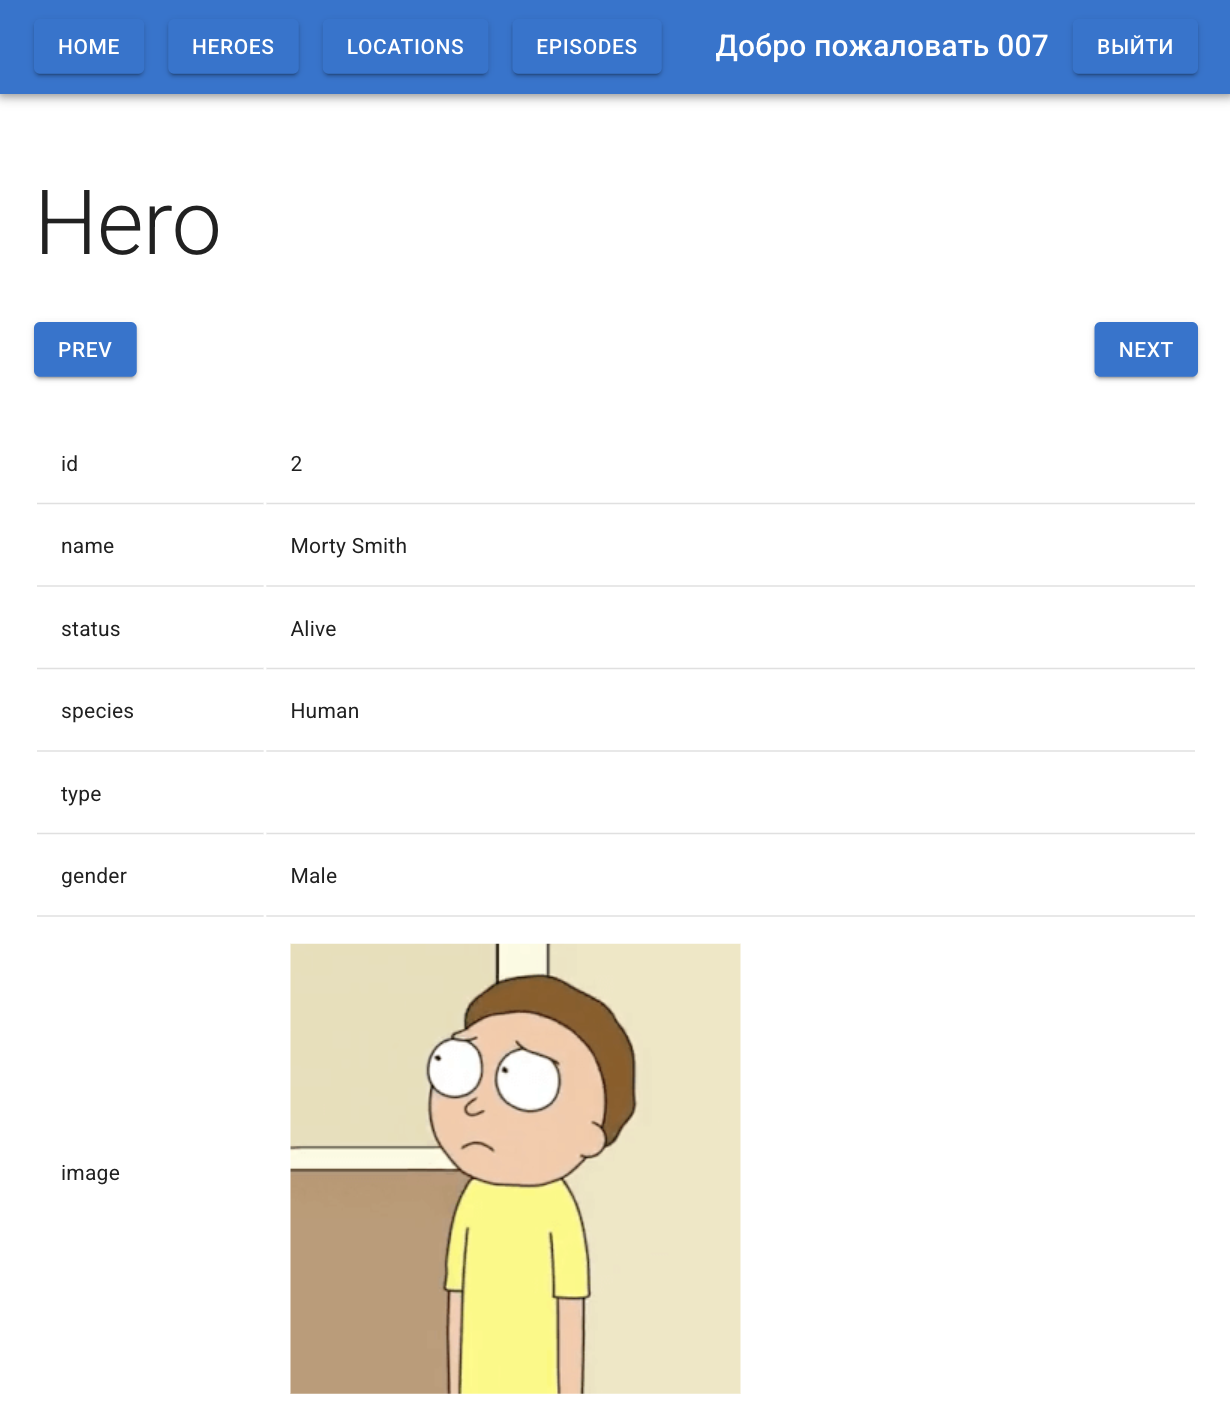 HOME HEROES LOCATIONS EPISODES Добро пожаловать 007 ВЫЙТИ
Hero
PREV NEXT
id 2
name Morty Smith
status Alive
species Human
type
gender Male
image